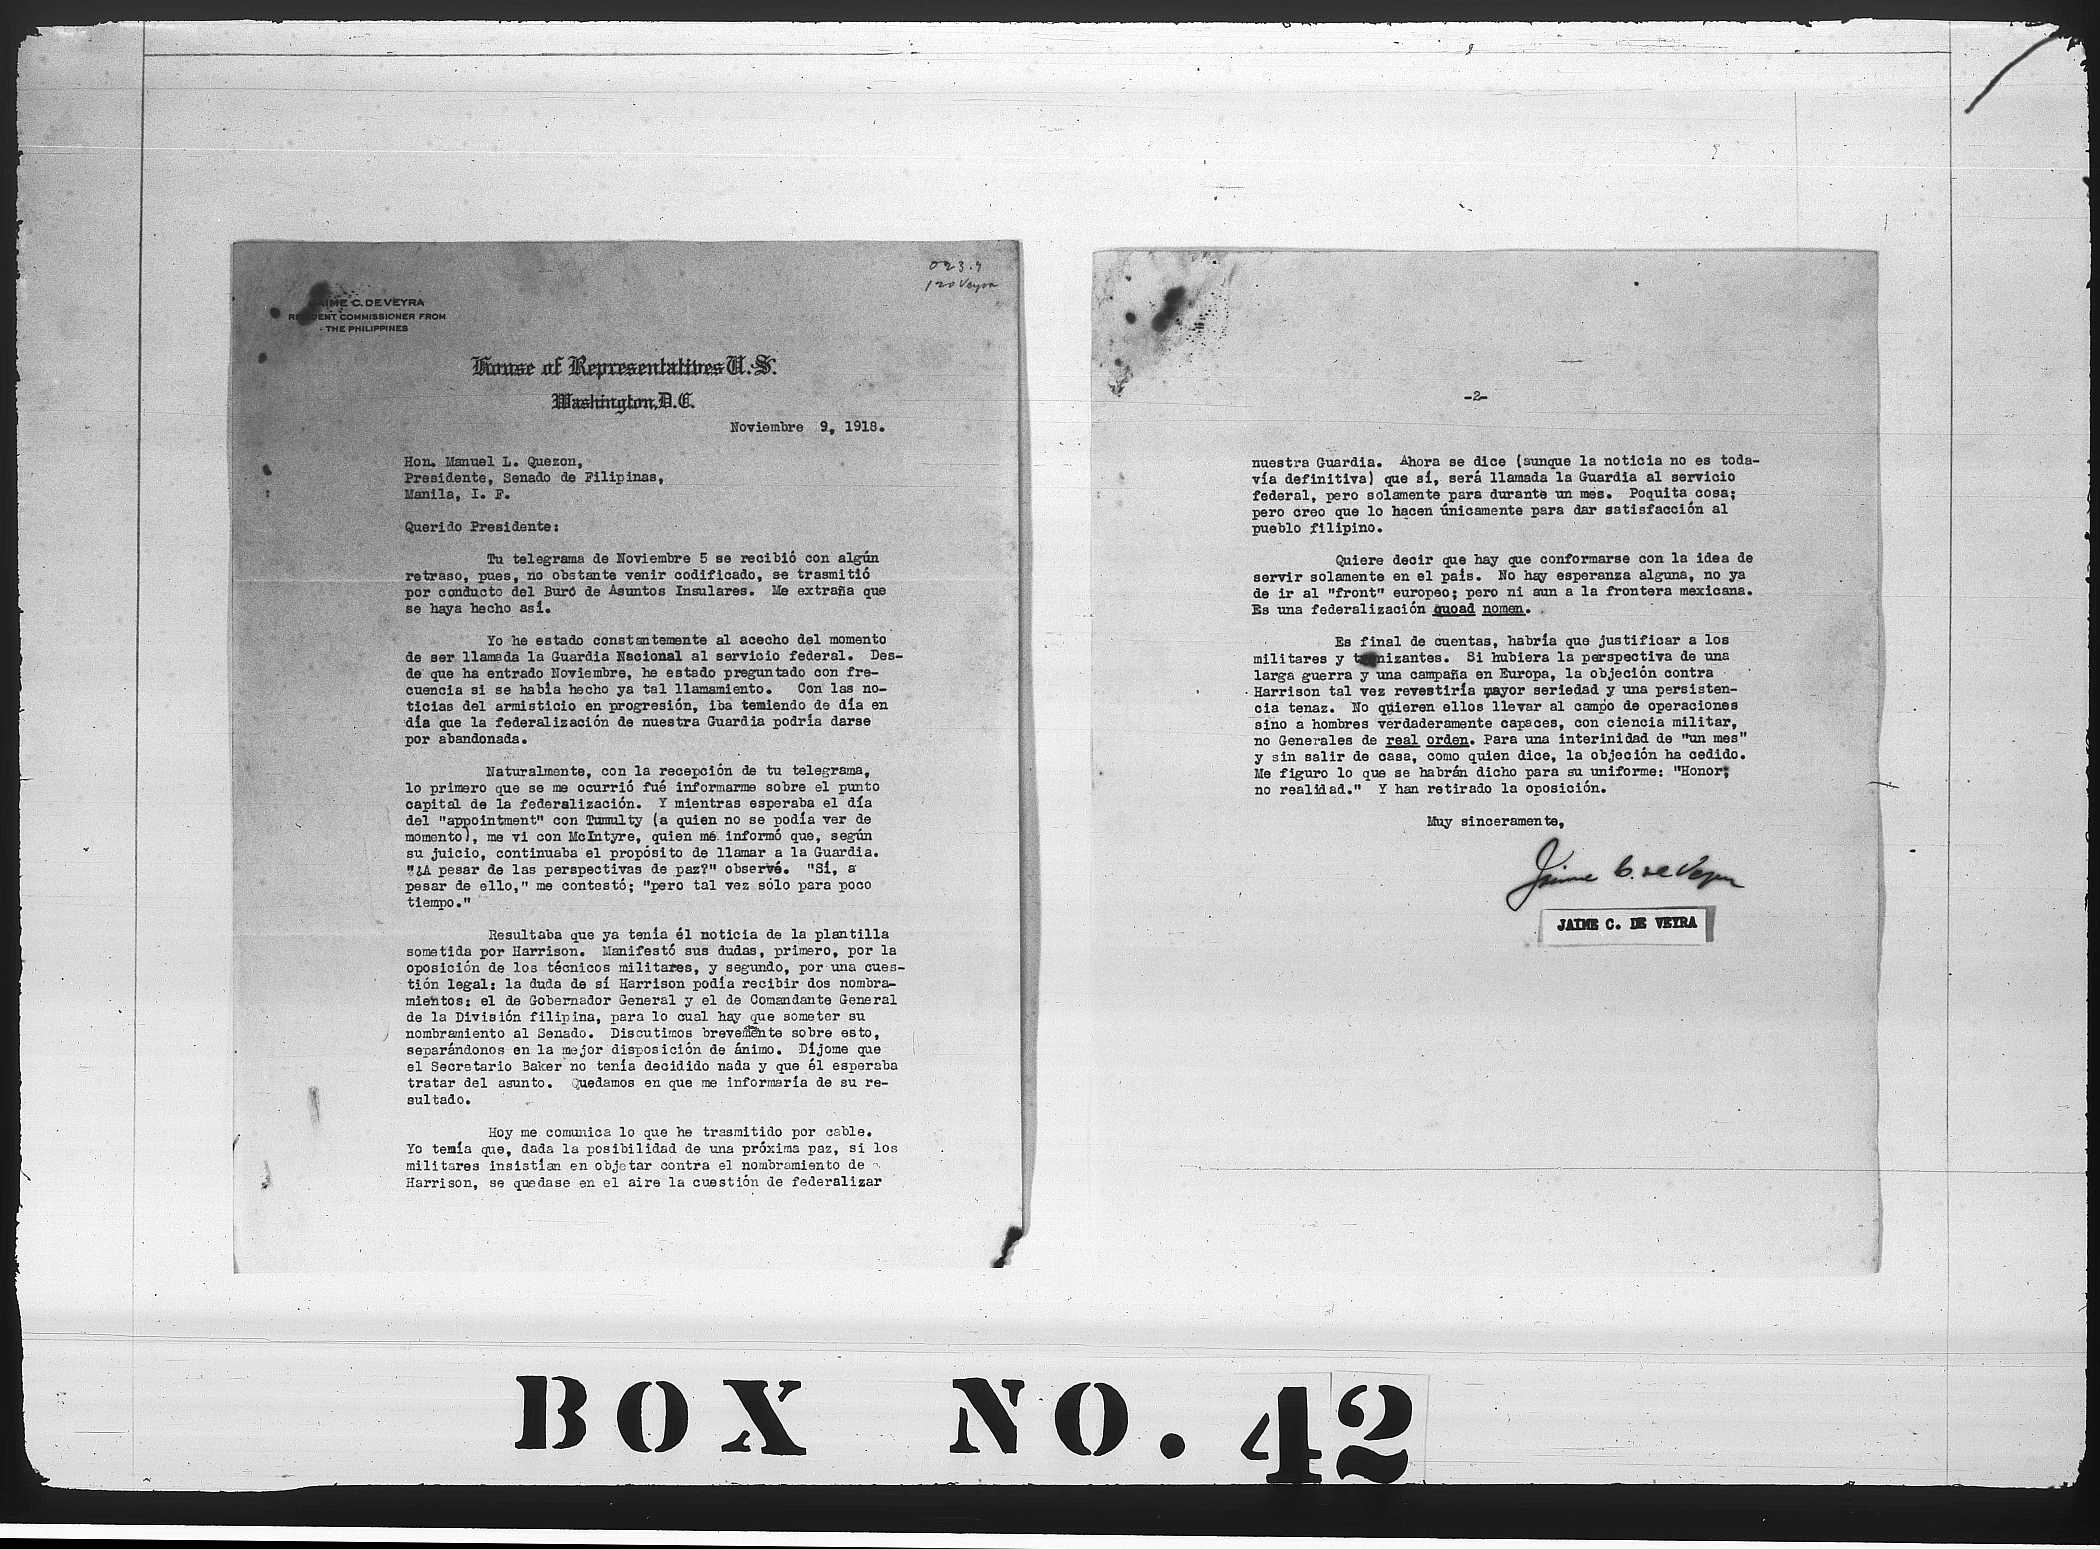 023.9
JAIME C. DE VEYRA
RESIDENT COMMISSIONER FROM
THE PHILIPPINES
House of Representatives U.S.
Washington, D.C.
Noviembre 9, 1918.
Hon. Manuel L. Quezon,
Presidente, Senado de Filipinas,
Manila, I. F.
Querido Presidente:
Tu telegrama de Noviembre 5 se recibió con algún
retraso, pues, no obstante venir codificado, se trasmitió
por conducto del Buró de Asuntos Insulares. Me extraña que
se haya hecho así.
Yo he estado constantemente al acecho del momento
de ser llamada la Guardia Nacional al servicio federal. Des-
de que ha entrado Noviembre, he estado preguntado con fre-
cuencia si se había hecho ya tal llamamiento. Con las no-
ticias del armisticio en progresión, iba temiendo de día en
día que la federalización de nuestra Guardia podría darse
por abandonada.
Naturalmente, con la recepción de tu telegrama,
lo primero que se me ocurrió fué informarme sobre el punto
capital de la federalización. Y mientras esperaba el día
del "appointment" con Tumulty (a quien no se podía ver de
momento), me vi con McIntyre, quien me informó que, según
su juicio, continuaba el propósito de llamar a la Guardia.
"¿A pesar de las perspectivas de paz?" observé. "Sí, a
pesar de ello," me contestó; "pero tal vez sólo para poco
tiempo."
Resultaba que ya tenía él noticia de la plantilla
sometida por Harrison. Manifestó sus dudas, primero, por la
oposición de los técnicos militares, y segundo, por una cues-
tión legal: la duda de sí Harrison podía recibir dos nombra-
mientos: el de Gobernador General y el de Comandante General
de la División filipina, para lo cual hay que someter su
nombramiento al Senado. Discutimos brevemente sobre esto,
separándonos en la mejor disposición de ánimo. Díjome que
el Secretario Baker no tenía decidido nada y que él esperaba
tratar del asunto. Quedamos en que me informaría de su re-
sultado.
Hoy me comunica lo que he trasmitido por cable.
Yo temía que, dada la posibilidad de una próxima paz, si los
militares insistían en objetar contra el nombramiento de
Harrison, se quedase en el aire la cuestión de federalizar
-2-
nuestra Guardia. Ahora se dice (aunque la noticia no es toda-
vía definitiva) que sí, será llamada la Guardia al servicio
federal, pero solamente para durante un mes. Poquita cosa;
pero creo que lo hacen únicamente para dar satisfacción al
pueblo filipino.
Quiere decir que hay que conformarse con la idea de
servir solamente en el país. No hay esperanza alguna, no ya
de ir al "front" europeo; pero ni aun a la frontera mexicana.
Es una federalización quoad nomen.
Es final de cuentas, habría que justificar a los
militares y Si hubiera la perspectiva de una
larga guerra y una campaña en Europa, la objeción contra
Harrison tal vez revestiría mayor seriedad y una persisten-
cia tenaz. No quieren ellos llevar al campo de operaciones
sino a hombres verdaderamente capaces, con ciencia militar,
no Generales de real orden. Para una interinidad de "un mes"
y sin salir de casa, como quien dice, la objeción ha cedido.
Me figuro lo que se habrán dicho para su uniforme: "Honor;
no realidad." Y han retirado la oposición.
Muy sinceramente,
Jaime C. de Veyra
JAIME C. DE VEYRA
BOX NO. 42